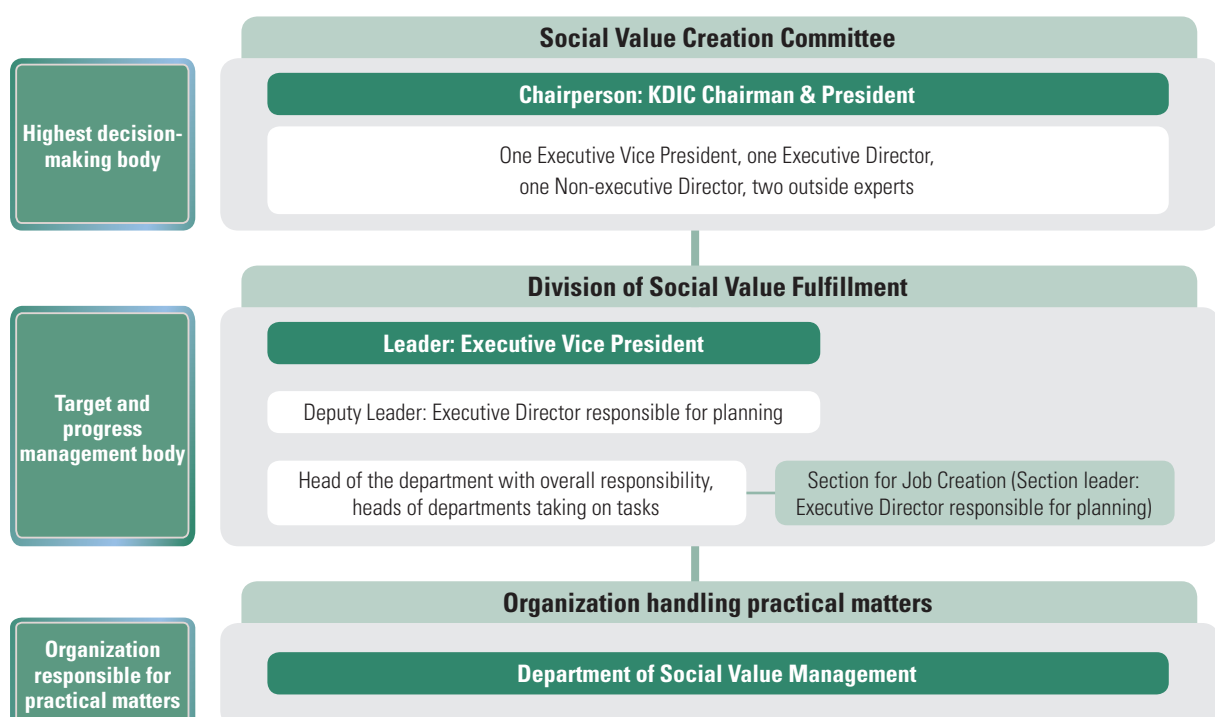 Social Value Creation Committee
Highest decision-
making body
Chairperson: KDIC Chairman & President
One Executive Vice President, one Executive Director,
one Non-executive Director, two outside experts
Division of Social Value Fulfillment
Target and
progress
management body
Leader: Executive Vice President
Deputy Leader: Executive Director responsible for planning
Head of the department with overall responsibility,
heads of departments taking on tasks
Section for Job Creation (Section leader:
Executive Director responsible for planning)
Organization handling practical matters
Organization
responsible for
practical matters
Department of Social Value Management